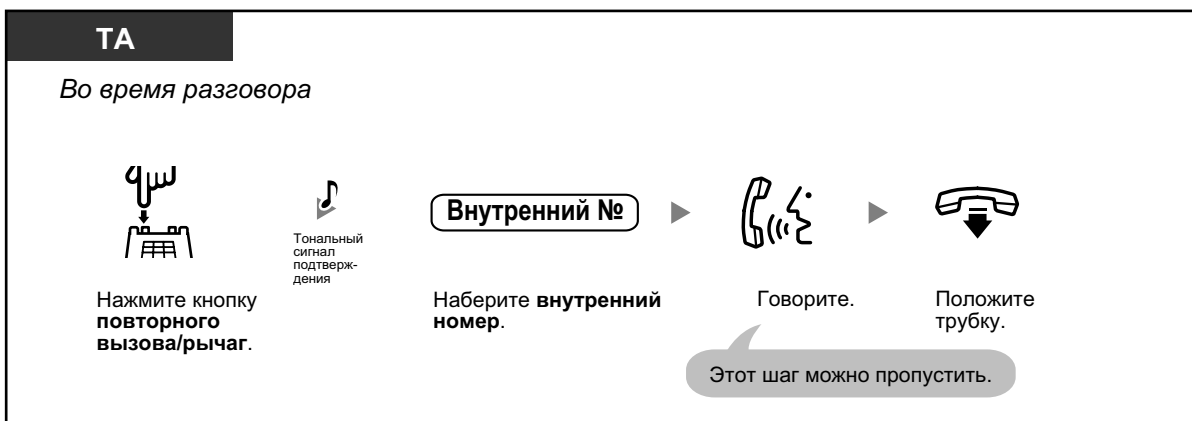 ТА
Во время разговора
Тональный
сигнал
подтверж-
дения
Внутренний №
Нажмите кнопку
повторного
вызова/рычаг.
Наберите внутренний
номер.
Говорите.
Положите
трубку.
Этот шаг можно пропустить.